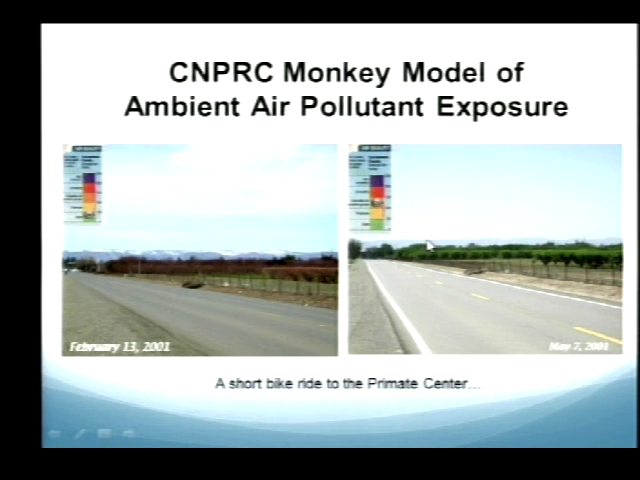 CNPRC Monkey Model of
Ambient Air Pollutant Exposure
February 13, 2001
May 7, 2001
A short bike ride to the Primate Center...